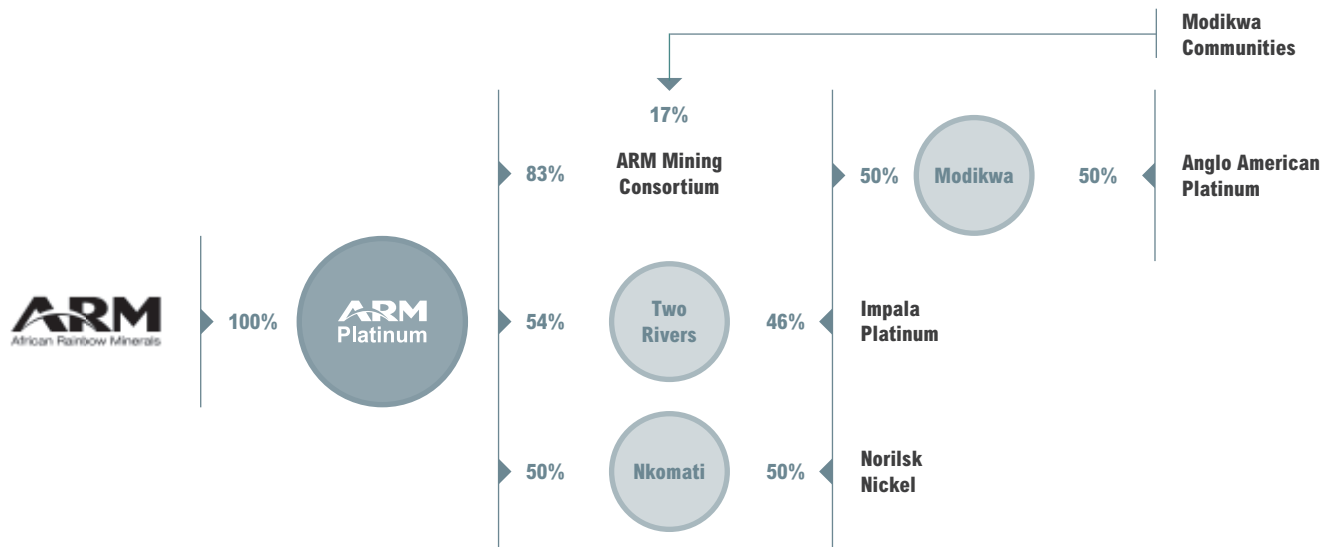 Modikwa
Communities
17%
83%
ARM Mining
Consortium
50%
Modikwa
50%
Anglo American
Platinum
ARM
African Rainbow Minerals
100%
ARM
Platinum
54%
Two
Rivers
46%
Impala
Platinum
50%
Nkomati
50%
Norilsk
Nickel